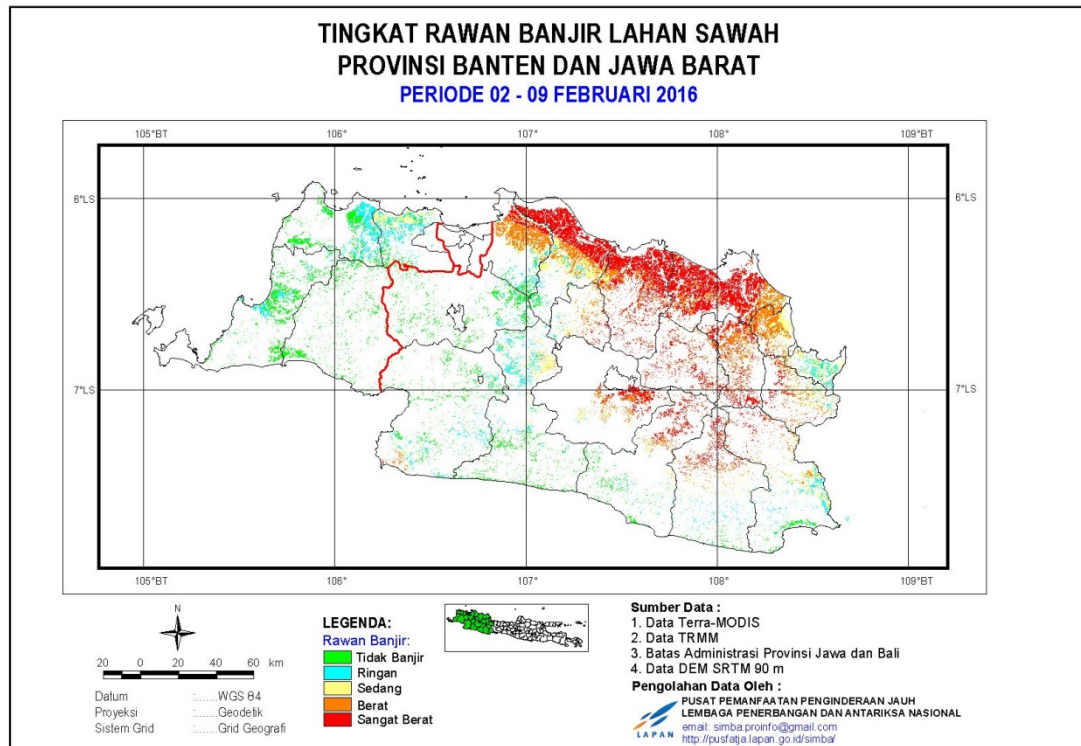 TINGKAT RAWAN BANJIR LAHAN SAWAH
PROVINSI BANTEN DAN JAWA BARAT
PERIODE 02 - 09 FEBRUARI 2016
105°BT 106° 107° 108° 109°BT
6°LS 6°LS
7°LS 7°LS
105°BT 106° 107° 108° 109°BT
N
20 0 20 40 60 km
Datum :......WGS 84
Proyeksi :......Geodetik
Sistem Grid :......Grid Geografi
LEGENDA:
Rawan Banjir:
Tidak Banjir
Ringan
Sedang
Berat
Sangat Berat
Sumber Data :
1. Data Terra-MODIS
2. Data TRMM
3. Batas Administrasi Provinsi Jawa dan Bali
4. Data DEM SRTM 90 m
Pengolahan Data Oleh :
LAPAN
PUSAT PEMANFAATAN PENGINDERAAN JAUH
LEMBAGA PENERBANGAN DAN ANTARIKSA NASIONAL
email: simba.proinfo@gmail.com
http://pusfatja.lapan.go.id/simba/